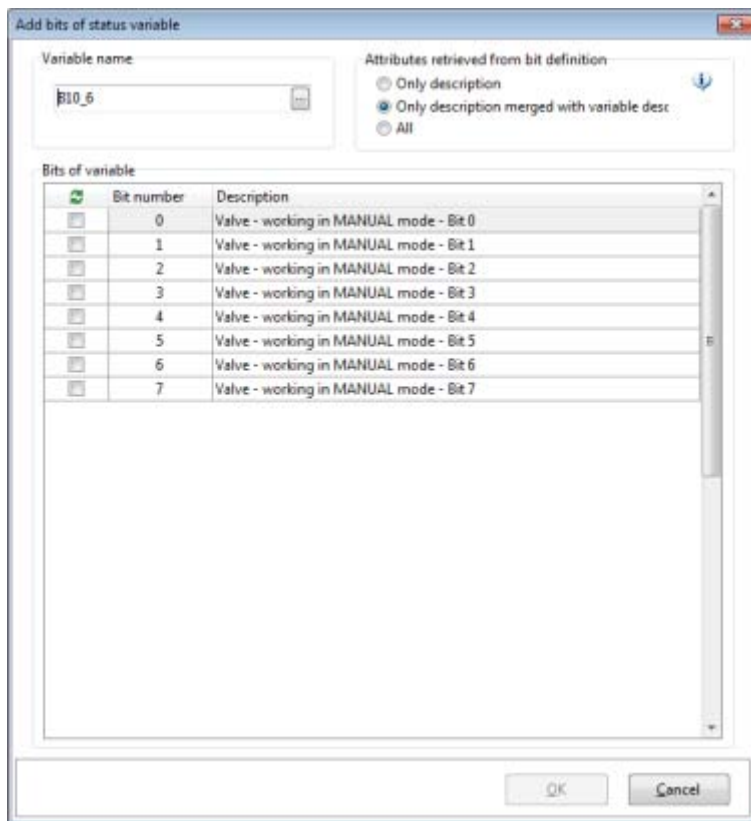 Add bits of status variable
Variable name
B10_6
...
Attributes retrieved from bit definition
Only description
Only description merged with variable desc
All
Bits of variable
Bit number Description
0 Valve - working in MANUAL mode - Bit 0
1 Valve - working in MANUAL mode - Bit 1
2 Valve - working in MANUAL mode - Bit 2
3 Valve - working in MANUAL mode - Bit 3
4 Valve - working in MANUAL mode - Bit 4
5 Valve - working in MANUAL mode - Bit 5
6 Valve - working in MANUAL mode - Bit 6
7 Valve - working in MANUAL mode - Bit 7
OK Cancel